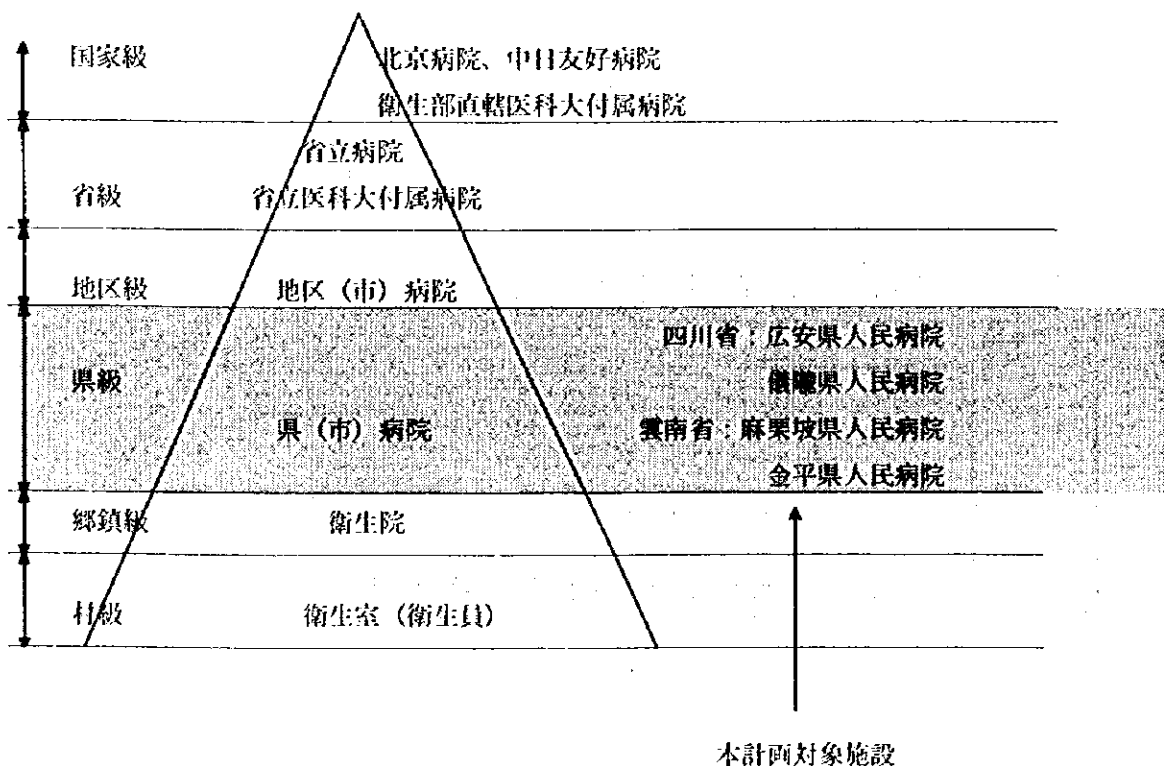 国家級 北京病院、中日友好病院
衛生部直轄医科大付属病院
省立病院
省級 省立医科大付属病院
地区級 地区(市)病院
四川省:広安県人民病院
県級 県人民病院
県(市)病院 雲南省:麻栗坡県人民病院
金平県人民病院
郷鎮級 衛生院
村級 衛生室(衛生員)
本計画対象施設